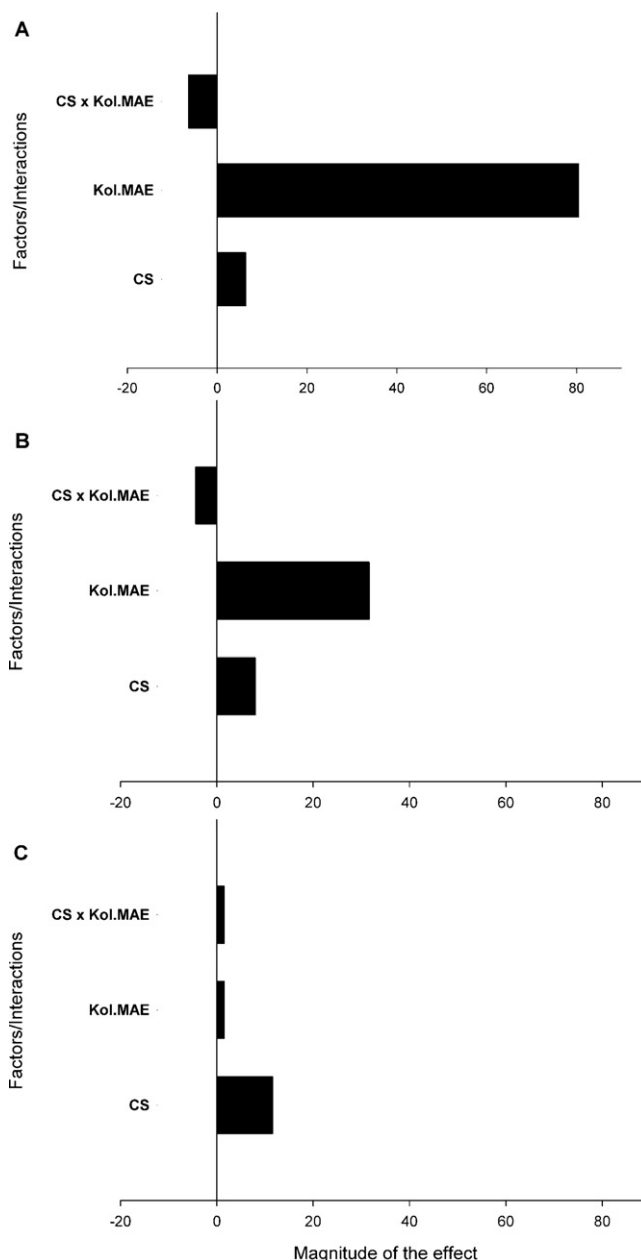 A
Factors/Interactions
CS x Kol.MAE
Kol.MAE
CS
-20 0 20 40 60 80
B
Factors/Interactions
CS x Kol.MAE
Kol.MAE
CS
-20 0 20 40 60 80
C
Factors/Interactions
CS x Kol.MAE
Kol.MAE
CS
-20 0 20 40 60 80
Magnitude of the effect